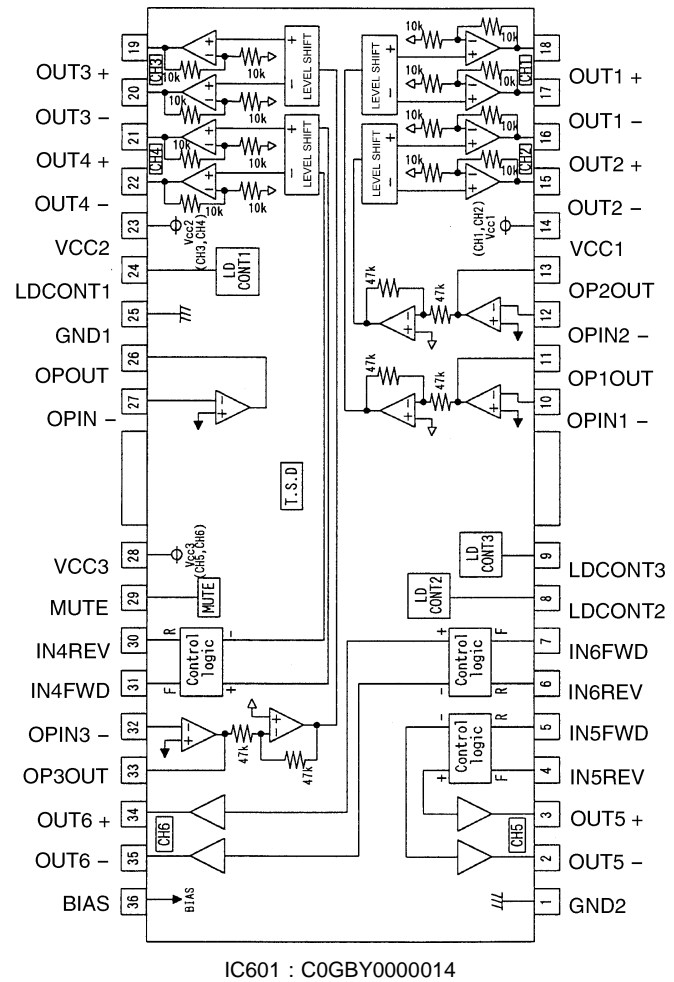 19
OUT3 +
20
OUT3 −
21
OUT4 +
22
OUT4 −
23
VCC2
24
LDCONT1
25
GND1
26
OPOUT
27
OPIN −
28
VCC3
29
MUTE
30
IN4REV
31
IN4FWD
32
OPIN3 −
33
OP3OUT
34
OUT6 +
35
OUT6 −
36
BIAS
CH3
10k
10k
10k
10k
CH4
10k
10k
10k
10k
+
−
LEVEL SHIFT
+
−
LEVEL SHIFT
Vcc2
(CH3,CH4)
LD
CONT1
T.S.D
Vcc3
(CH5,CH6)
MUTE
R
F
Control
logic
−
+
47k
47k
CH6
BIAS
LEVEL SHIFT
+
−
LEVEL SHIFT
+
−
10k
10k
10k
10k
CH1
10k
10k
10k
10k
CH2
(CH1,CH2)
Vcc1
47k
47k
47k
47k
LD
CONT3
LD
CONT2
+
−
Control
logic
F
R
−
+
Control
logic
R
F
CH5
18
OUT1 +
17
OUT1 −
16
OUT2 +
15
OUT2 −
14
VCC1
13
OP2OUT
12
OPIN2 −
11
OP1OUT
10
OPIN1 −
9
LDCONT3
8
LDCONT2
7
IN6FWD
6
IN6REV
5
IN5FWD
4
IN5REV
3
OUT5 +
2
OUT5 −
1
GND2
IC601 : C0GBY0000014